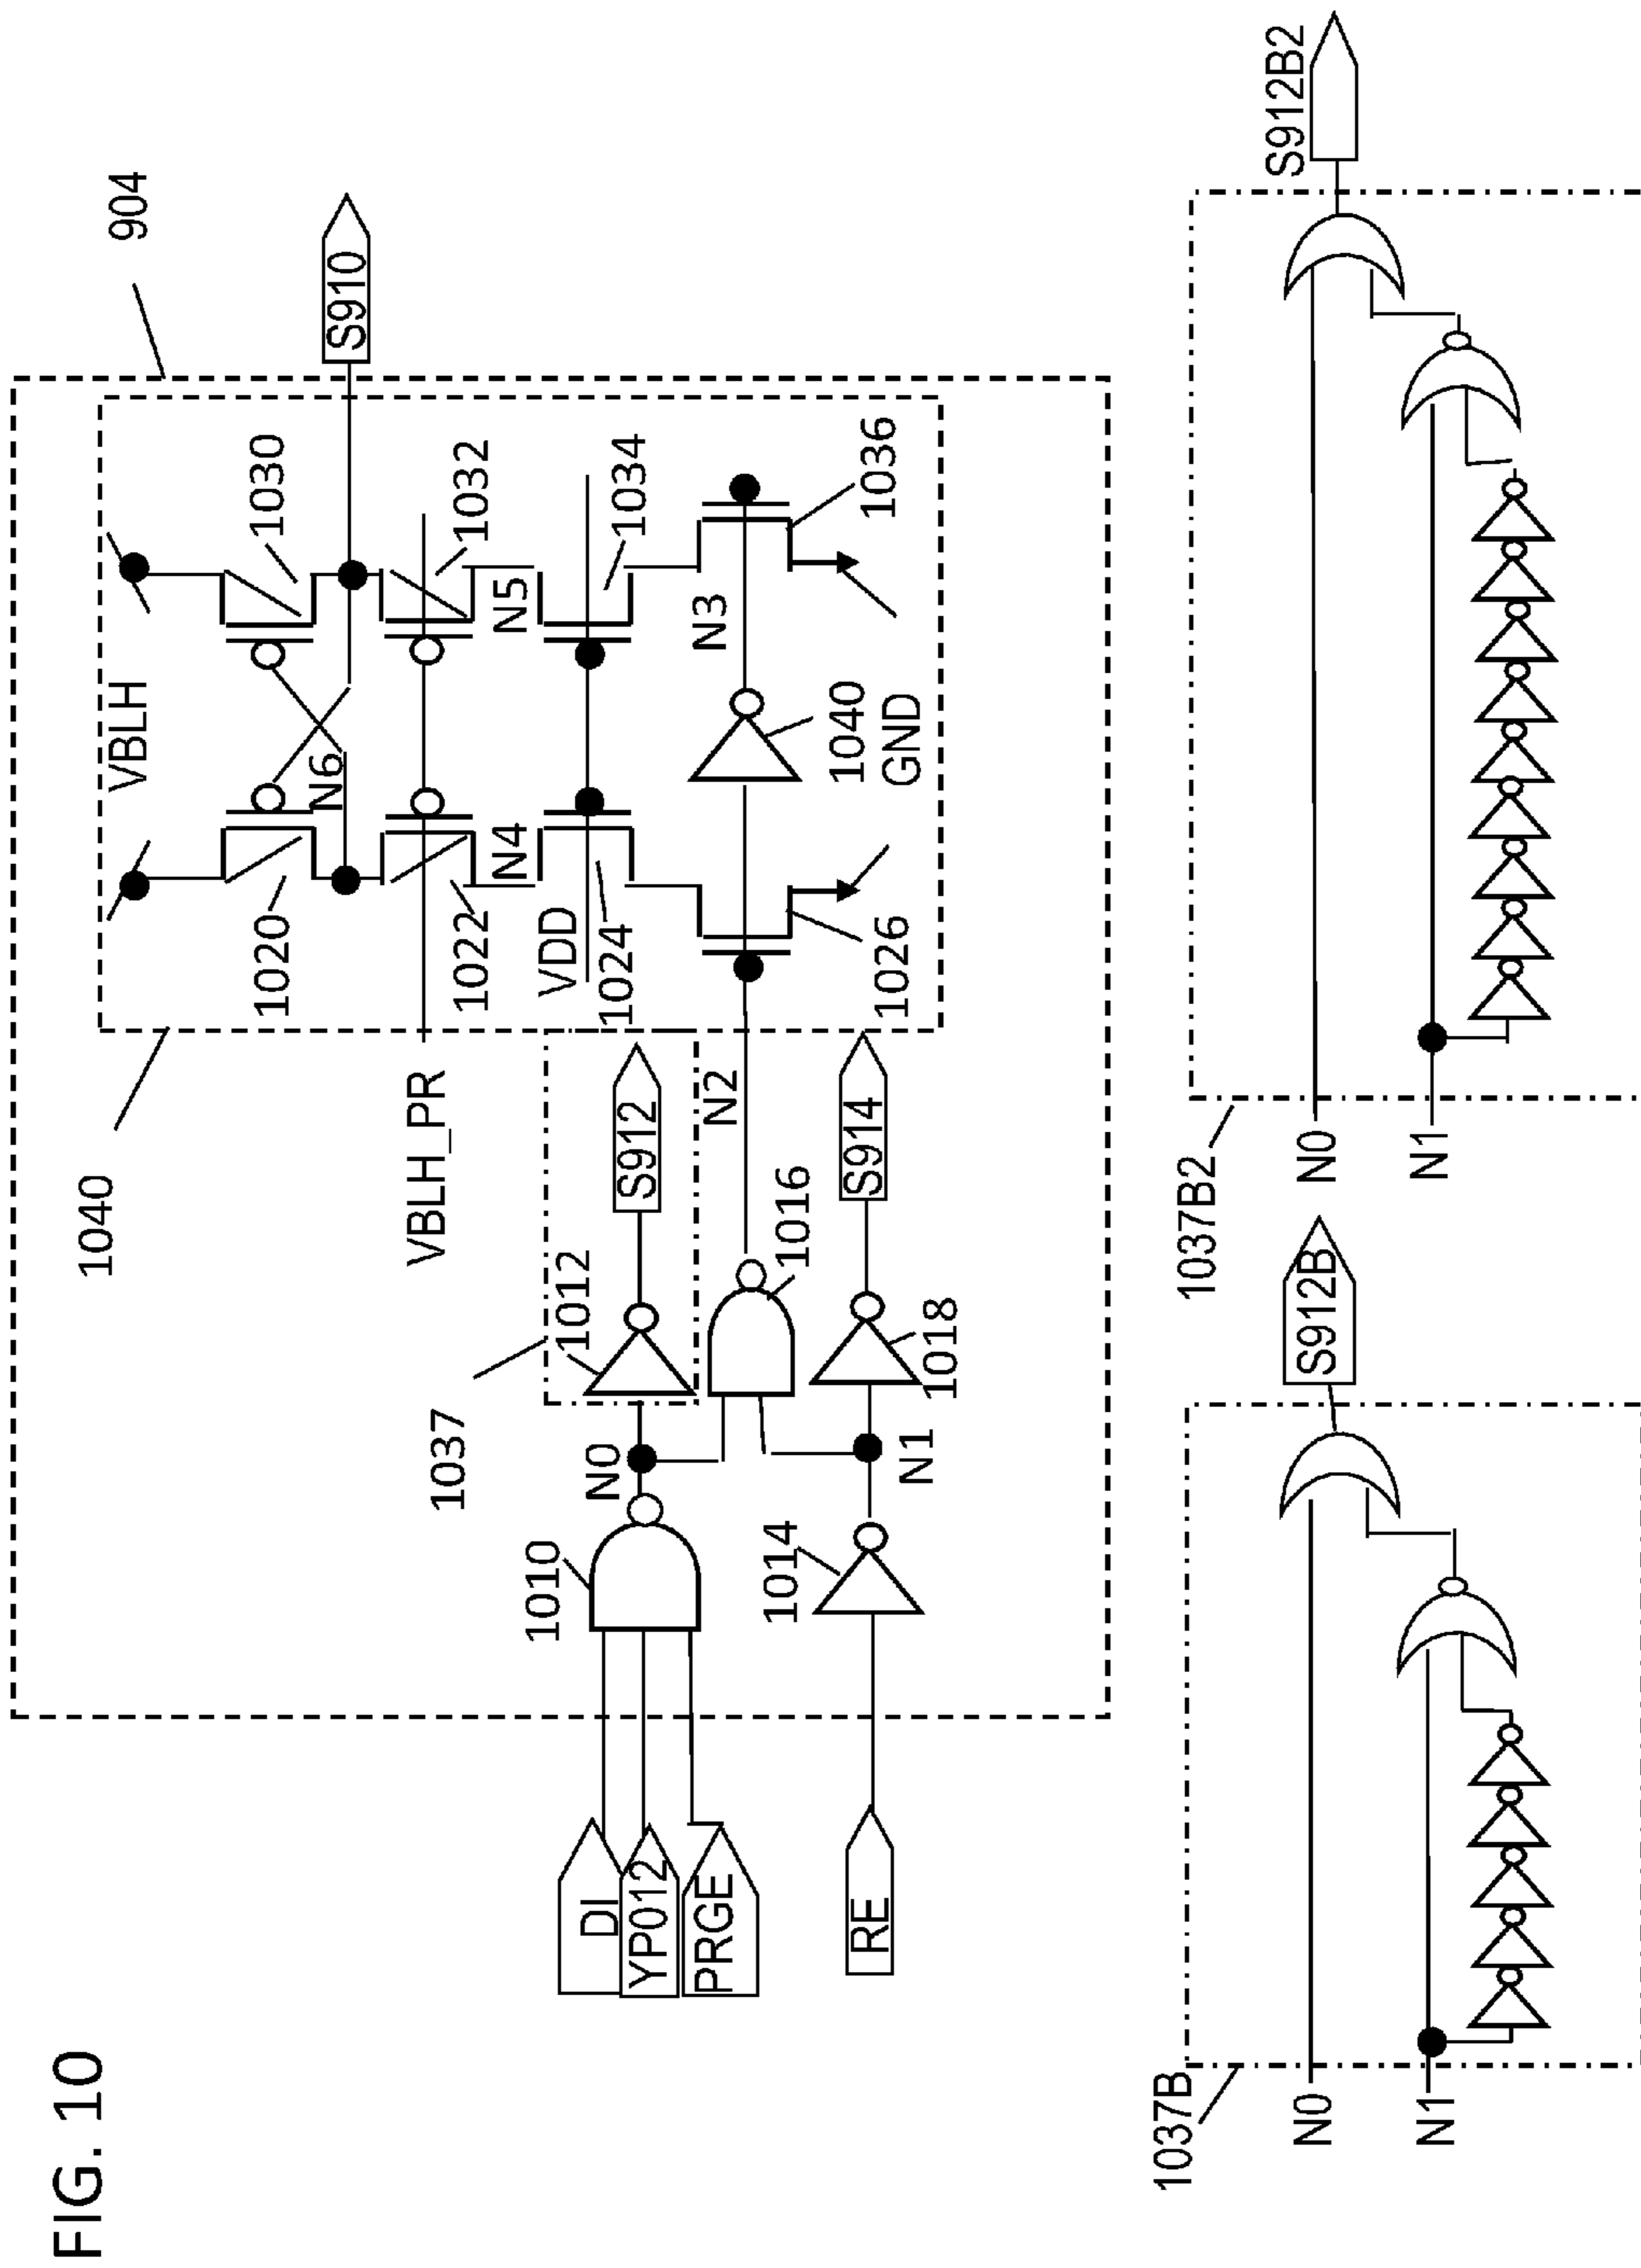 FIG. 10
904
1040
VBLH
1020
N6
1030
S910
VBLH_PR
1022
N4
N5
1032
VDD
1024
1034
1037
1012
S912
N2
1026
1040
N3
1036
GND
1010
N0
DI
YP012
PRGE
1016
1014
N1
1018
S914
RE
1037B
N0
N1
S912B
1037B2
N0
N1
S912B2